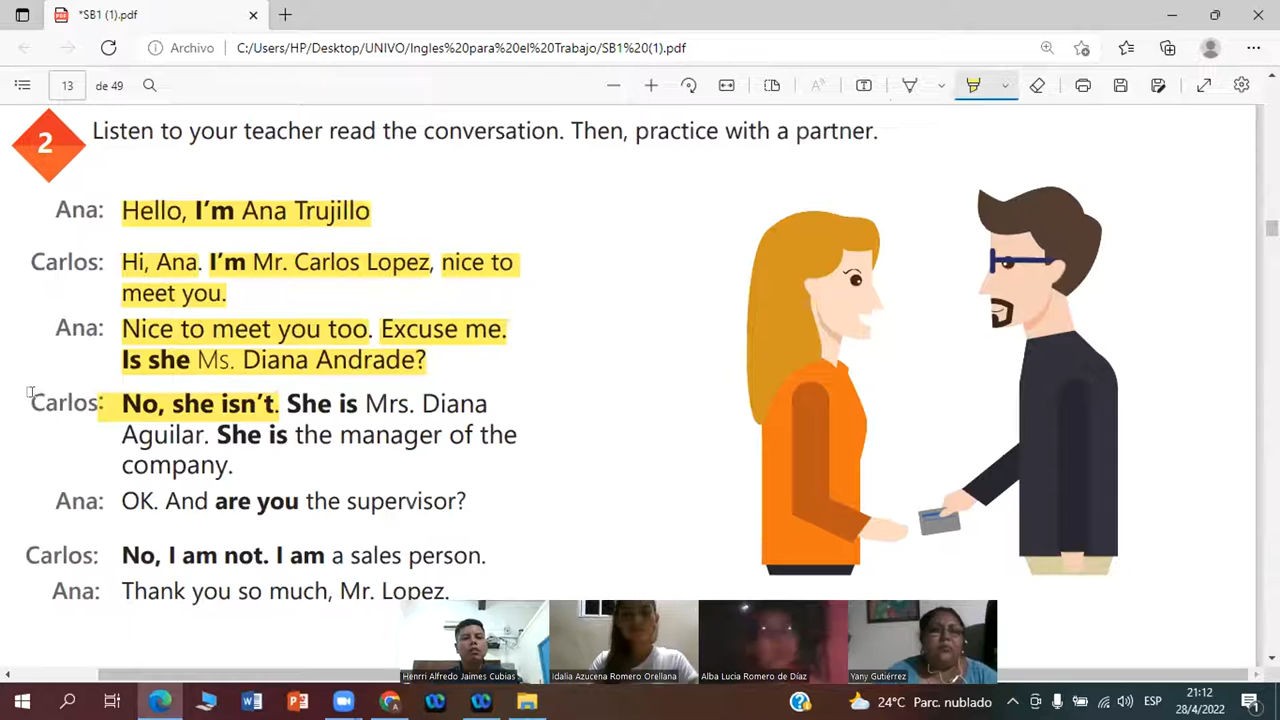 *SB1 (1).pdf
Archivo
C:/Users/HP/Desktop/UNIVO/Ingles%20para%20el%20Trabajo/SB1%20(1).pdf
13
de 49
2
Listen to your teacher read the conversation. Then, practice with a partner.
Ana: Hello, I'm Ana Trujillo
Carlos: Hi, Ana. I'm Mr. Carlos Lopez, nice to
meet you.
Ana: Nice to meet you too. Excuse me.
Is she Ms. Diana Andrade?
Carlos: No, she isn't. She is Mrs. Diana
Aguilar. She is the manager of the
company.
Ana: OK. And are you the supervisor?
Carlos: No, I am not. I am a sales person.
Ana: Thank you so much, Mr. Lopez.
Henrri Alfredo Jaimes Cubias
Idalia Azucena Romero Orellana
Alba Lucia Romero de Díaz
Yany Gutiérrez
24°C Parc. nublado
ESP
21:12
28/4/2022
1